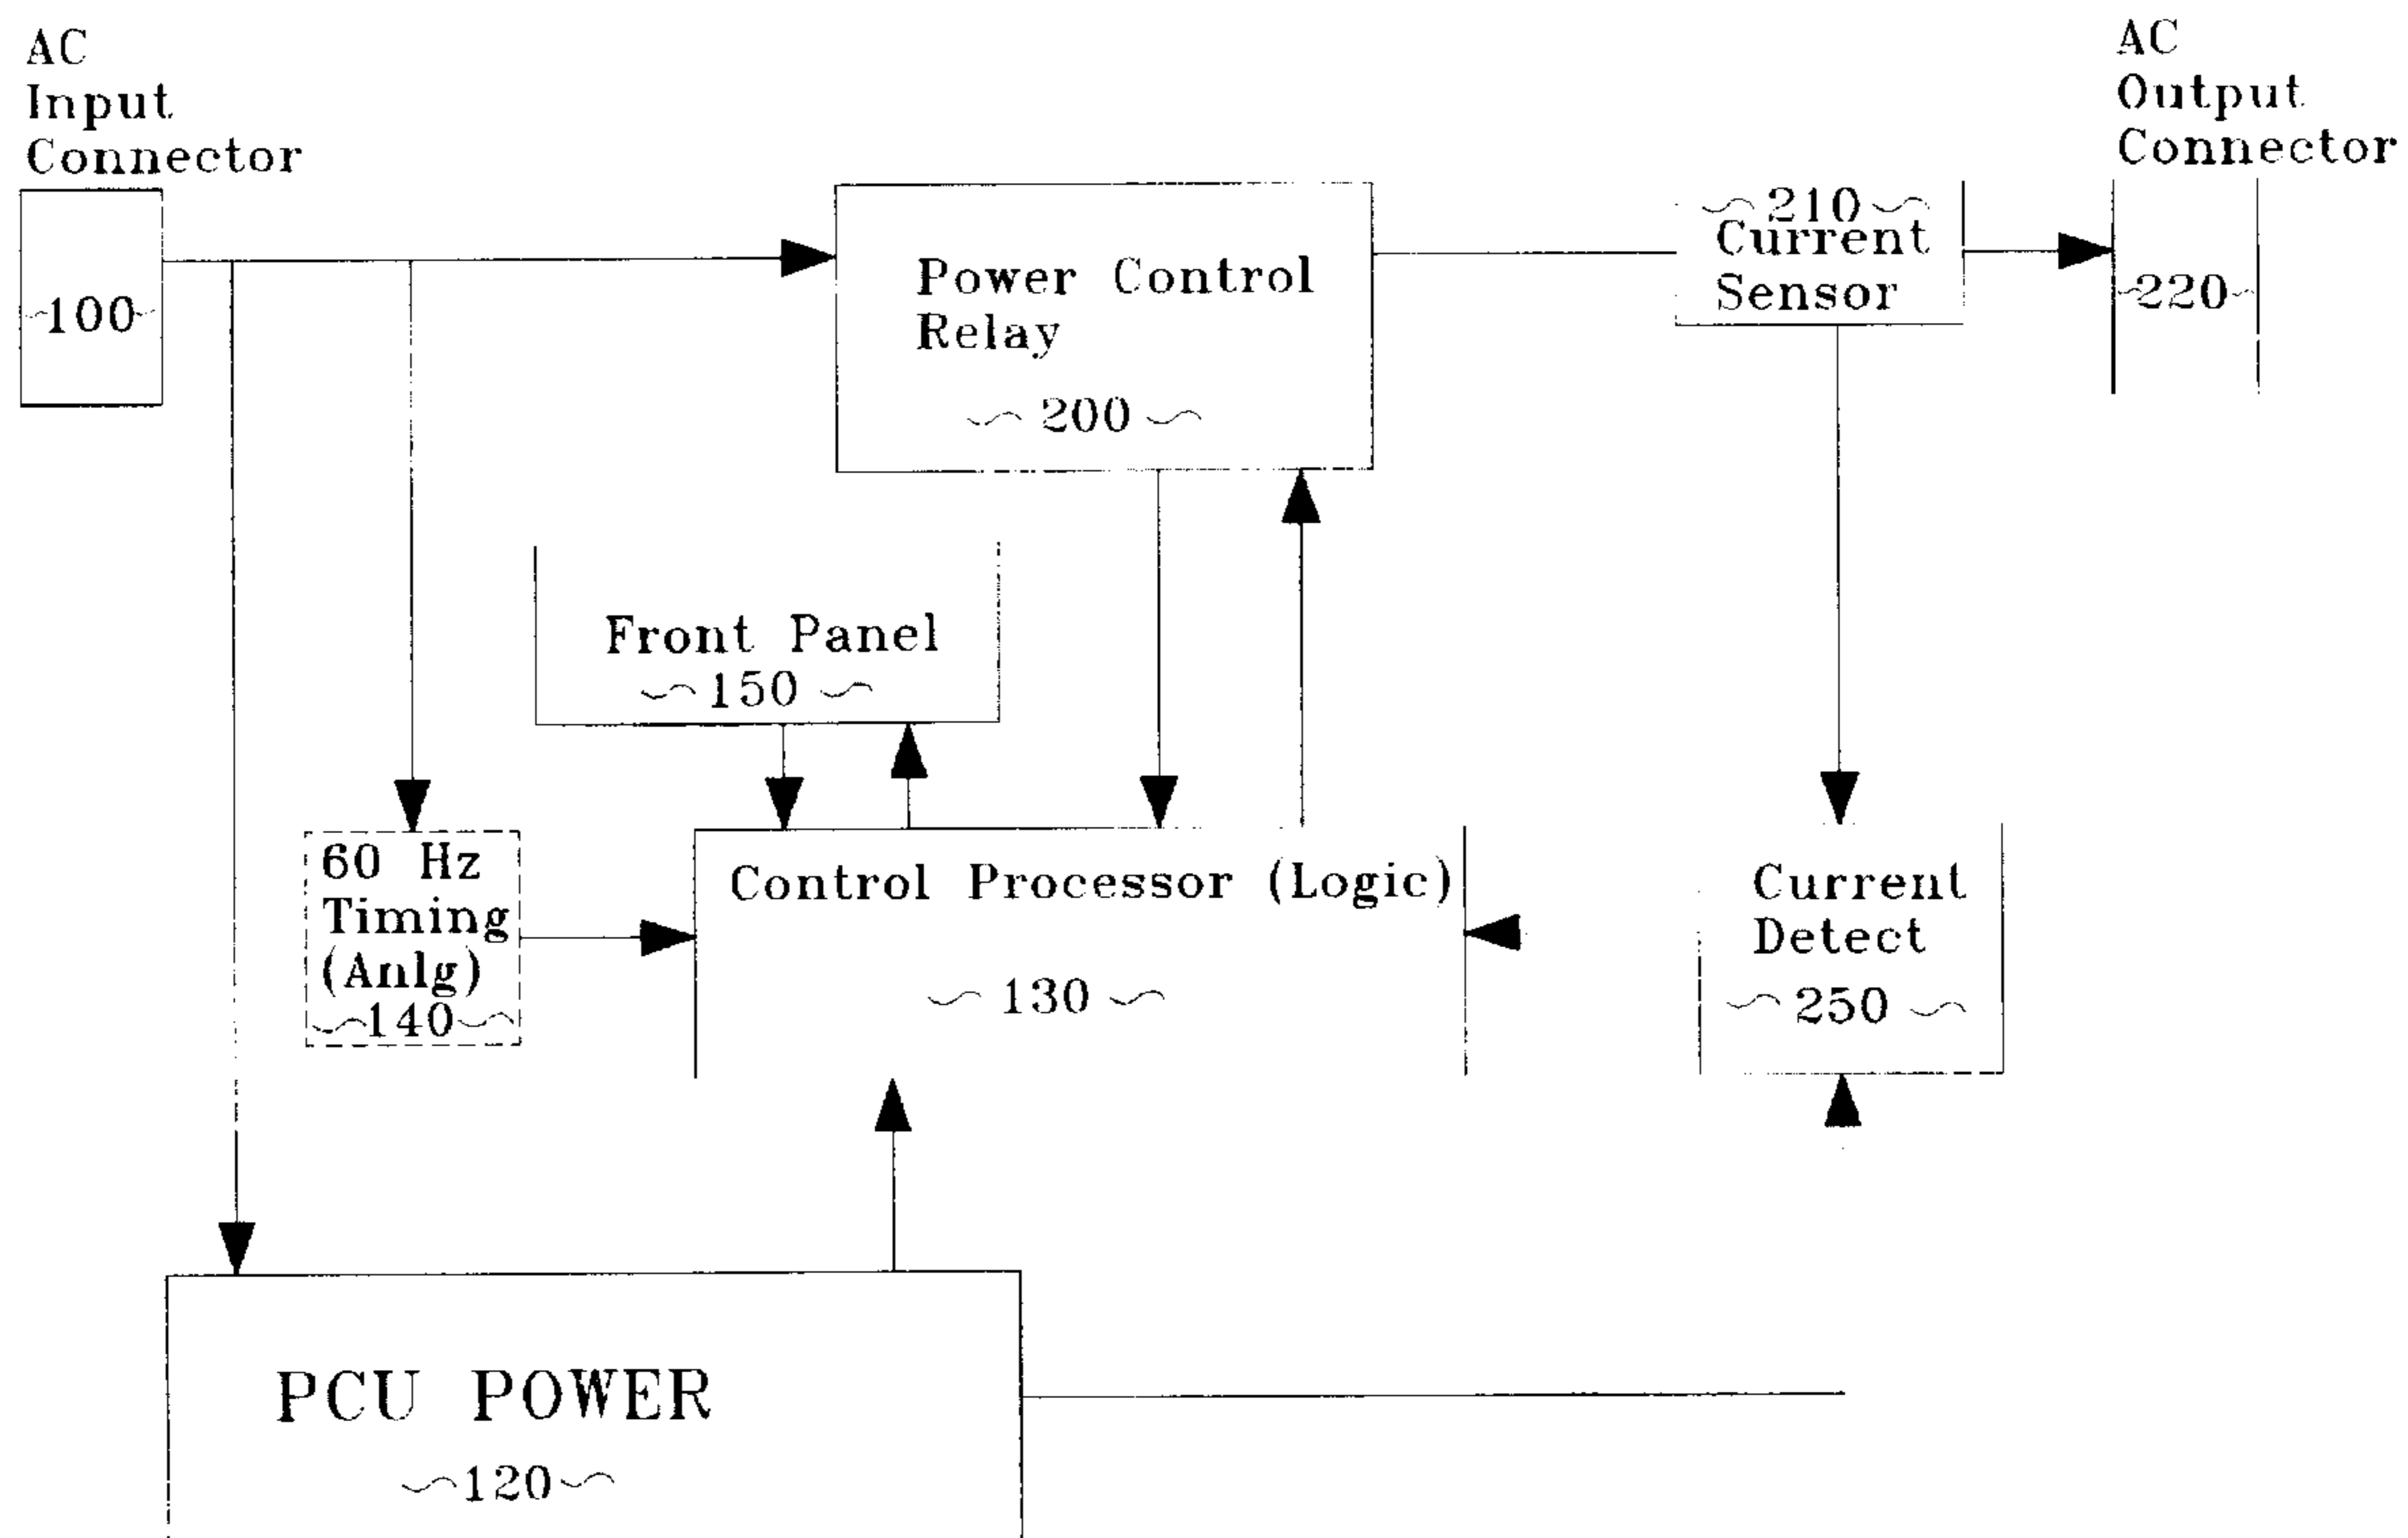 AC
Input
Connector
100
AC
Output
Connector
220
210
Current
Sensor
Power Control
Relay
200
Front Panel
150
60 Hz
Timing
(Anlg)
140
Control Processor (Logic)
130
Current
Detect
250
PCU POWER
120